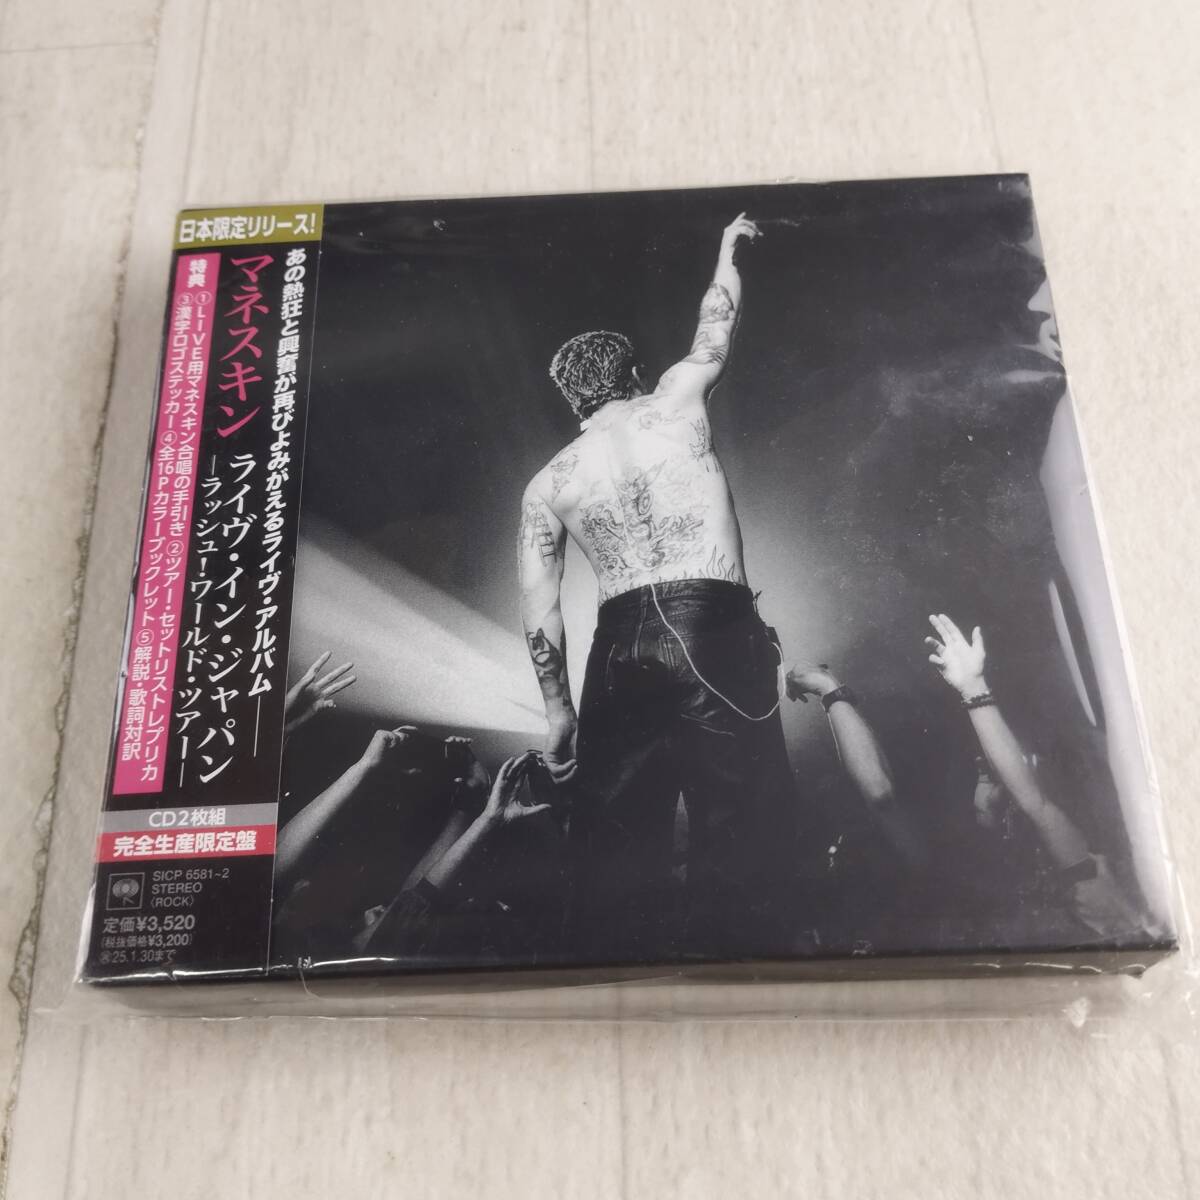 日本限定リリース!
あの熱狂と興奮が再びよみがえるライヴ・アルバム――
マネスキン
ライヴ・イン・ジャパン
―ラッシュ!・ワールド・ツアー―
特典
①LIVE用マネスキン合唱の手引き ②ツアー・セットリストレプリカ
③漢字ロゴステッカー ④全16Pカラーブックレット ⑤解説・歌詞対訳
CD2枚組
完全生産限定盤
SICP 6581~2
STEREO
〈ROCK〉
定価¥3,520
(税抜価格¥3,200)
25.1.30まで